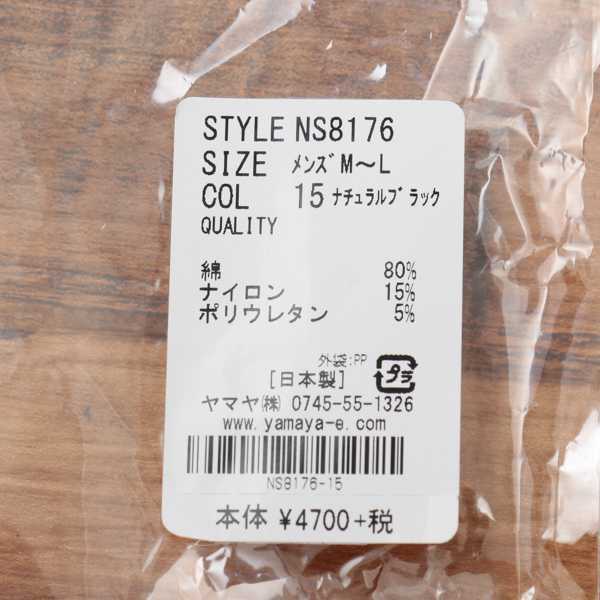 STYLE NS8176
SIZE ﾒﾝｽﾞM～L
COL 15 ﾅﾁｭﾗﾙﾌﾞﾗｯｸ
QUALITY
綿 80%
ナイロン 15%
ポリウレタン 5%
外袋:PP
[日本製] プラ
ヤマヤ㈱ 0745-55-1326
www.yamaya-e.com
NS8176-15
本体 ¥4700+税